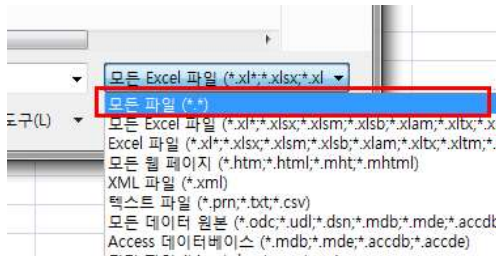 모든 Excel 파일 (*.xl*;*.xlsx;*.xl
모든 파일 (*.*)
도구(L)
모든 Excel 파일 (*.xl*;*.xlsx;*.xlsm;*.xlsb;*.xlam;*.xltx;*.x
Excel 파일 (*.xl*;*.xlsx;*.xlsm;*.xlsb;*.xlam;*.xltx;*.xltm;*.
모든 웹 페이지 (*.htm;*.html;*.mht;*.mhtml)
XML 파일 (*.xml)
텍스트 파일 (*.prn;*.txt;*.csv)
모든 데이터 원본 (*.odc;*.udl;*.dsn;*.mdb;*.mde;*.accdb
Access 데이터베이스 (*.mdb;*.mde;*.accdb;*.accde)